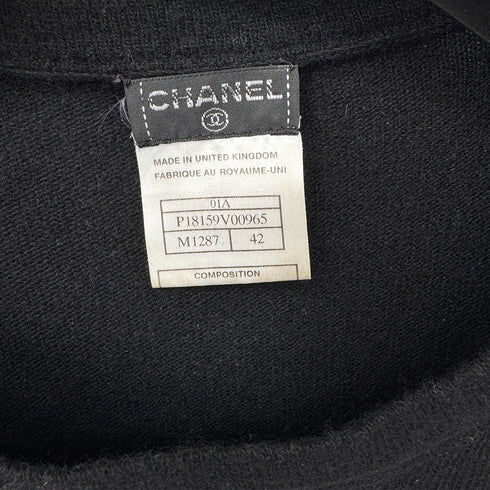 CHANEL
MADE IN UNITED KINGDOM
FABRIQUE AU ROYAUME-UNI
01A
P18159V00965
M1287 42
COMPOSITION